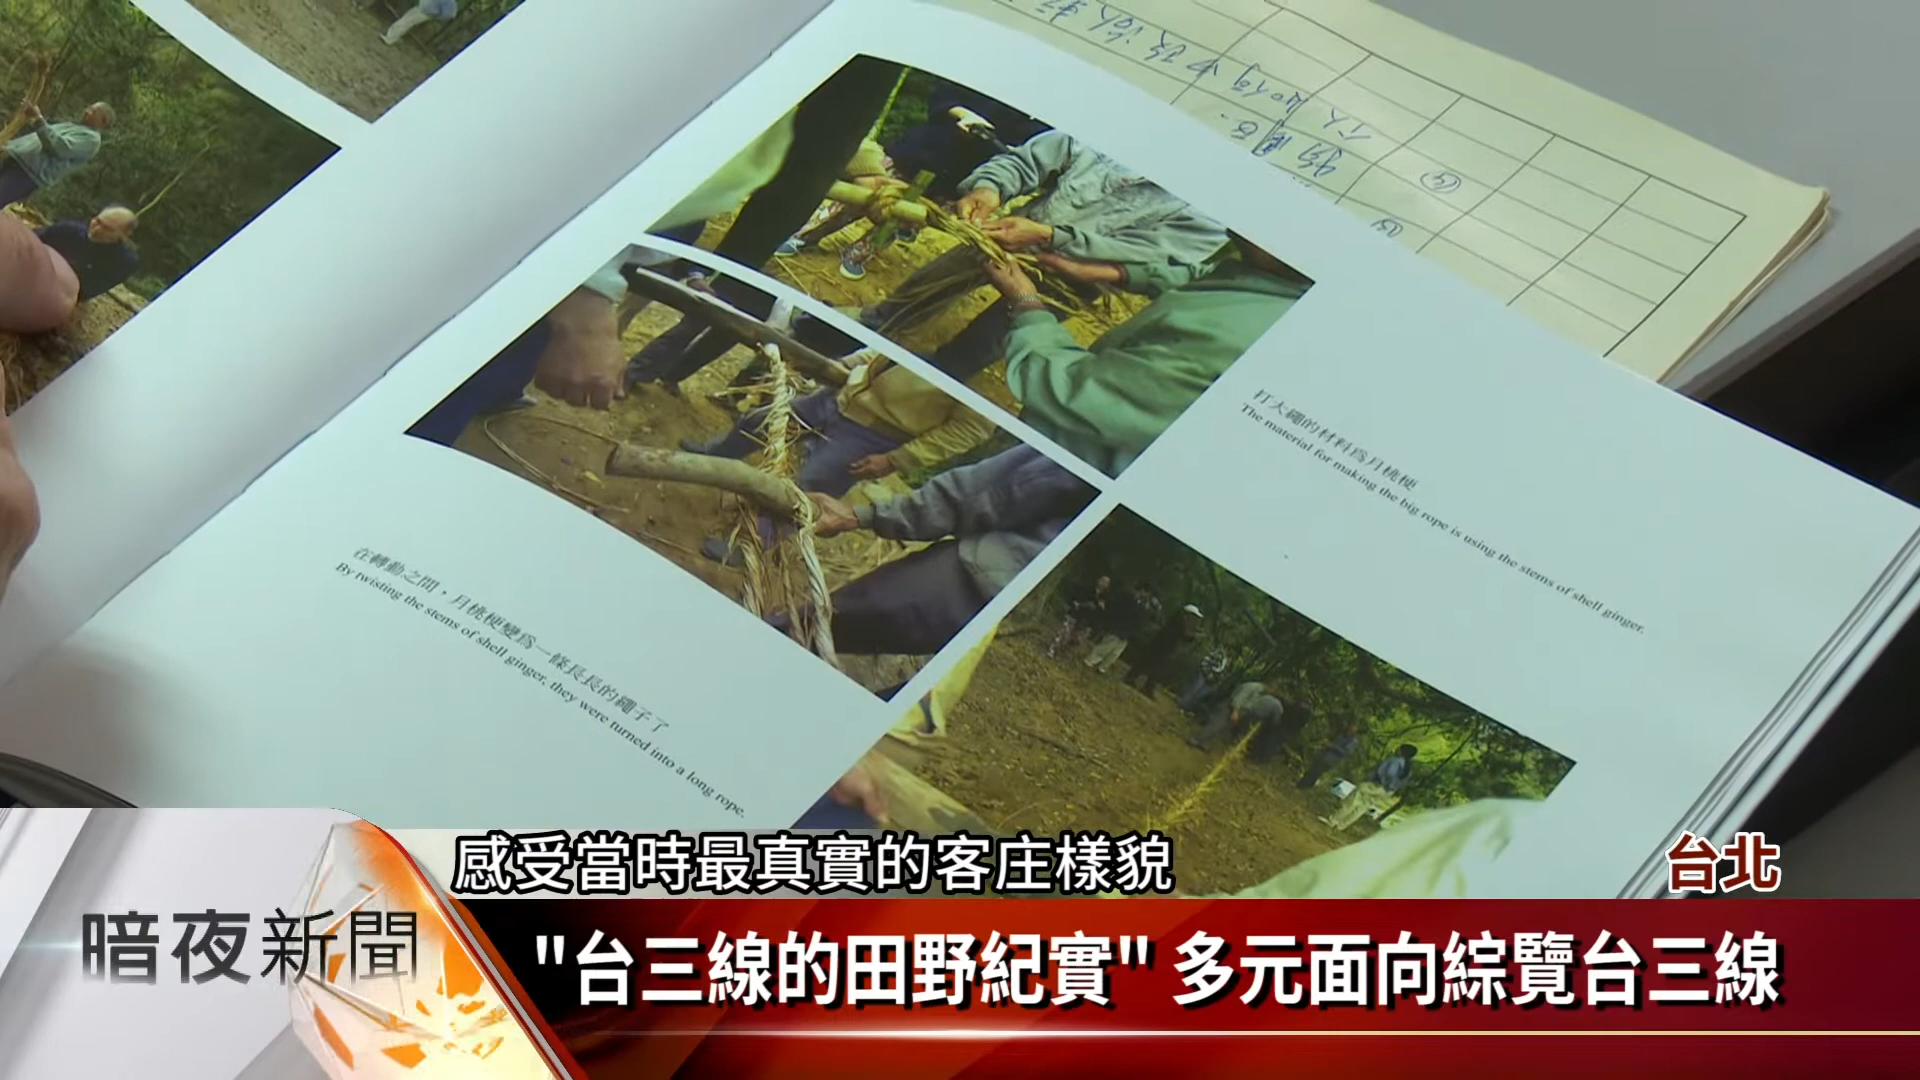 打大繩的材料為月桃梗
The material for making the big rope is using the stems of shell ginger.
在轉動之間，月桃梗變為一條長長的繩子了
By twisting the stems of shell ginger, they were turned into a long rope.
感受當時最真實的客庄樣貌
台北
暗夜新聞
"台三線的田野紀實" 多元面向綜覽台三線